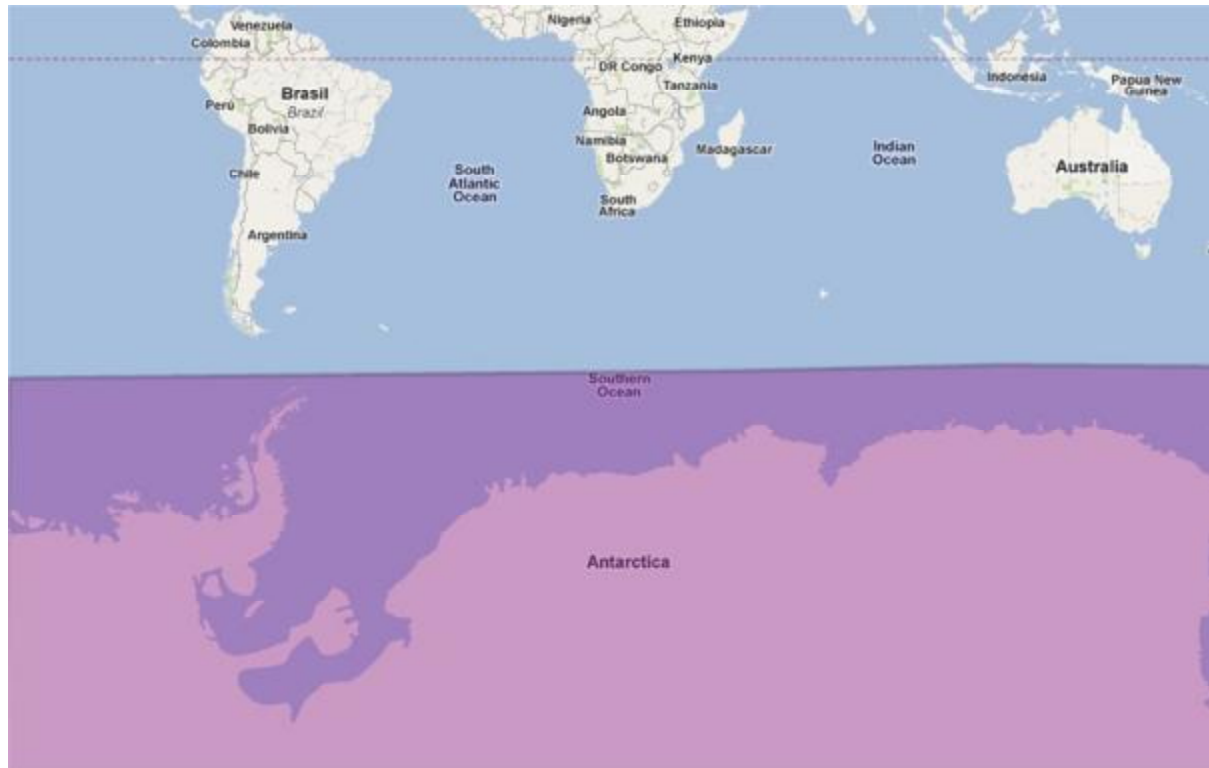 Nigeria
Ethiopia
Venezuela
Colombia
Kenya
DR Congo
Indonesia
Papua New
Guinea
Tanzania
Brasil
Brazil
Perú
Angola
Bolivia
Namibia
Botswana
Madagascar
Indian
Ocean
Australia
Chile
South
Atlantic
Ocean
South
Africa
Argentina
Southern
Ocean
Antarctica